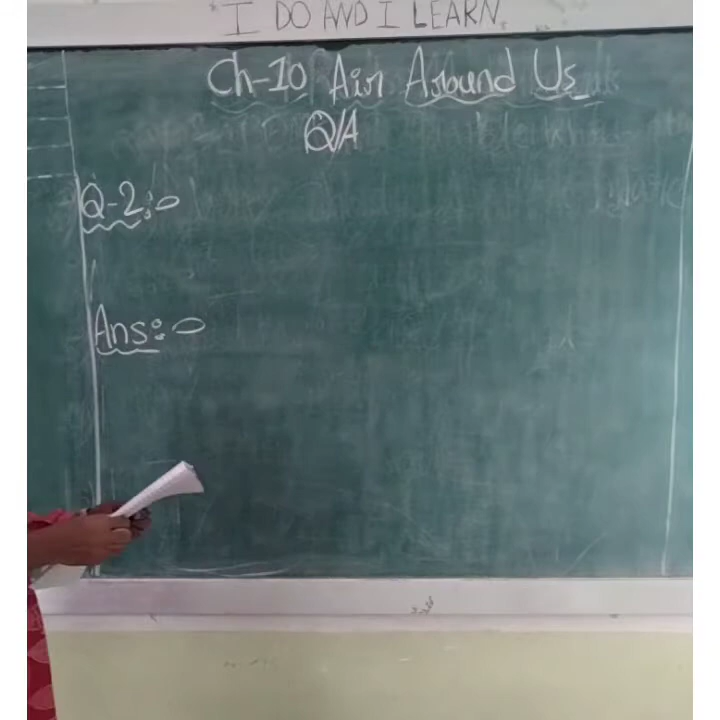 I DO AND I LEARN
Ch-10 Air Around Us
Q/A
Q-2:-
Ans:-